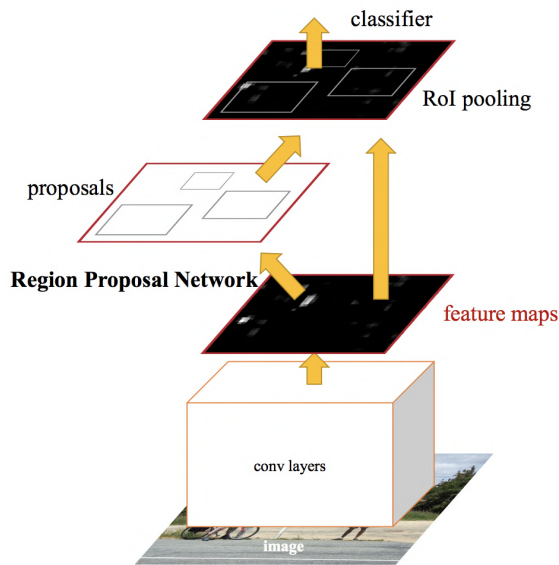 classifier
RoI pooling
proposals
Region Proposal Network
feature maps
conv layers
image